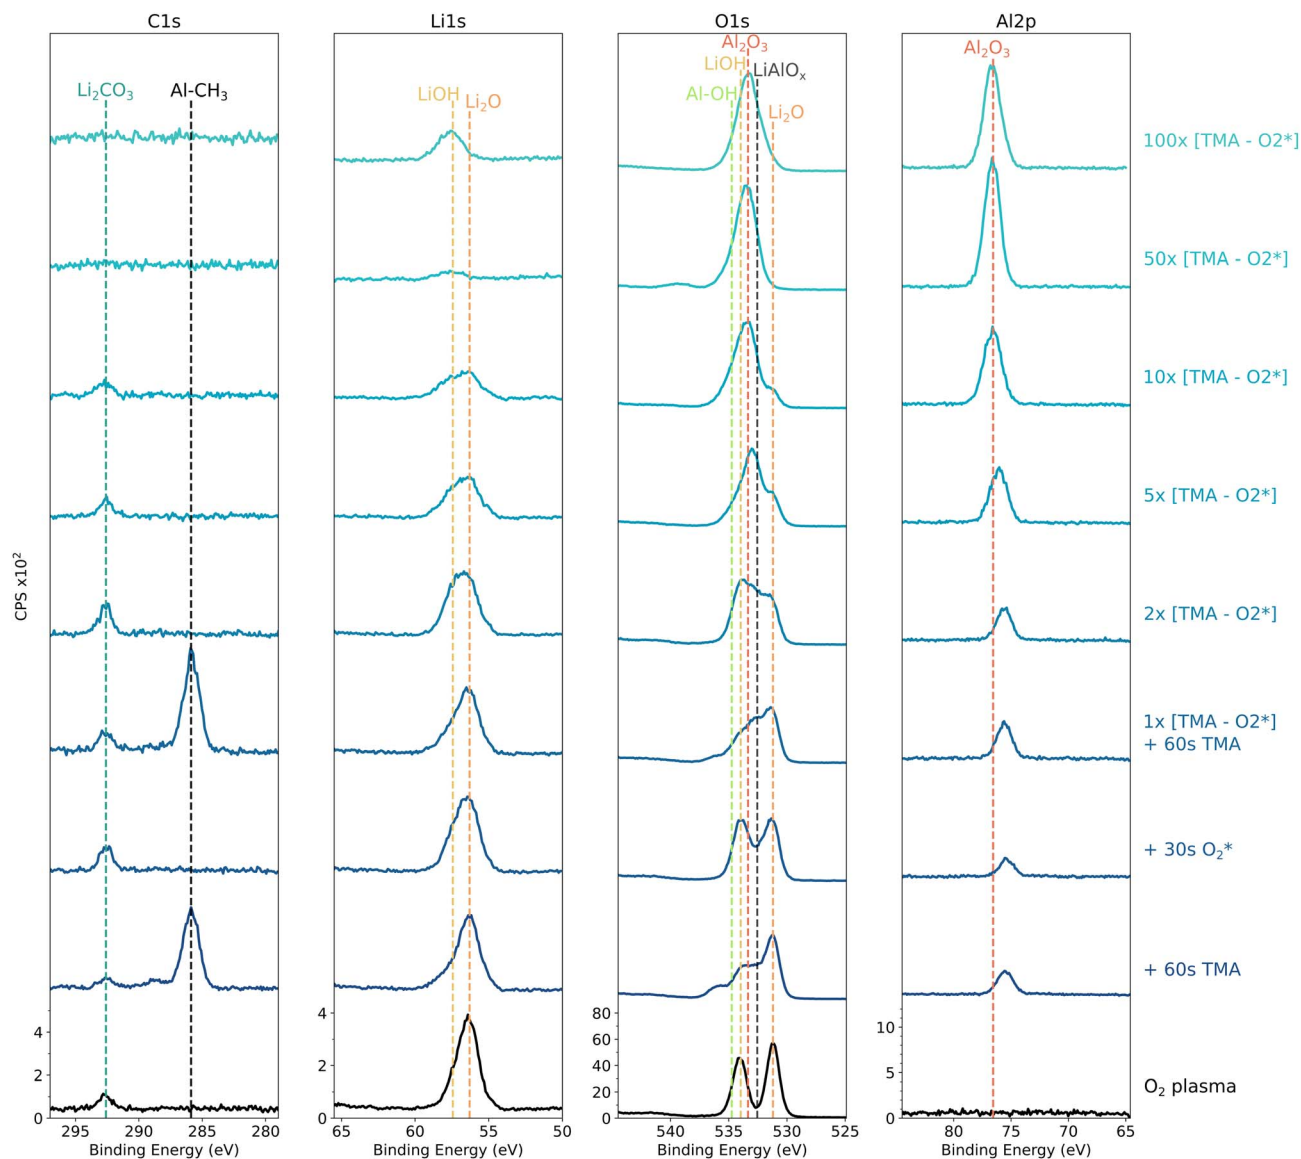 C1s
Li1s
O1s
Al2p
Li₂CO₃
Al-CH₃
LiOH
Li₂O
Al₂O₃
LiOH
LiAlOₓ
Al-OH
Li₂O
Al₂O₃
100x [TMA - O2*]
50x [TMA - O2*]
10x [TMA - O2*]
5x [TMA - O2*]
2x [TMA - O2*]
1x [TMA - O2*]
+ 60s TMA
+ 30s O₂*
+ 60s TMA
O₂ plasma
CPS x10²
4
2
0
4
2
0
80
60
40
20
0
10
5
0
295 290 285 280
65 60 55 50
540 535 530 525
80 75 70 65
Binding Energy (eV)
Binding Energy (eV)
Binding Energy (eV)
Binding Energy (eV)